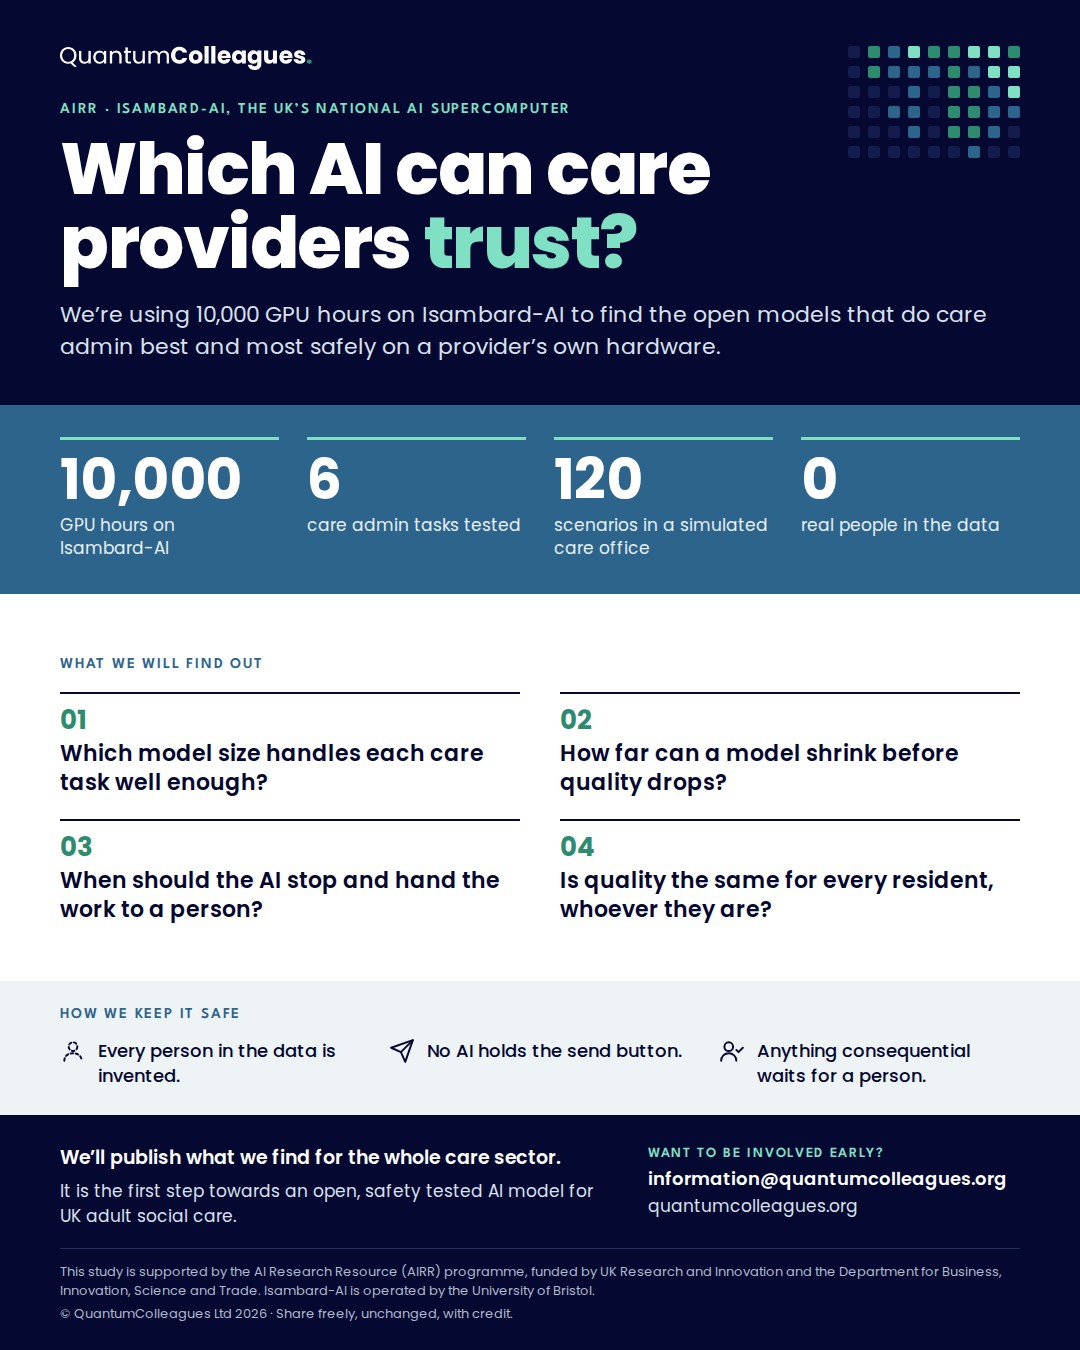 QuantumColleagues.
AIRR · ISAMBARD-AI, THE UK’S NATIONAL AI SUPERCOMPUTER
Which AI can care
providers trust?
We’re using 10,000 GPU hours on Isambard-AI to find the open models that do care
admin best and most safely on a provider’s own hardware.
10,000
GPU hours on
Isambard-AI
6
care admin tasks tested
120
scenarios in a simulated
care office
0
real people in the data
WHAT WE WILL FIND OUT
01
Which model size handles each care
task well enough?
02
How far can a model shrink before
quality drops?
03
When should the AI stop and hand the
work to a person?
04
Is quality the same for every resident,
whoever they are?
HOW WE KEEP IT SAFE
Every person in the data is
invented.
No AI holds the send button.
Anything consequential
waits for a person.
We’ll publish what we find for the whole care sector.
It is the first step towards an open, safety tested AI model for
UK adult social care.
WANT TO BE INVOLVED EARLY?
information@quantumcolleagues.org
quantumcolleagues.org
This study is supported by the AI Research Resource (AIRR) programme, funded by UK Research and Innovation and the Department for Business,
Innovation, Science and Trade. Isambard-AI is operated by the University of Bristol.
© QuantumColleagues Ltd 2026 · Share freely, unchanged, with credit.